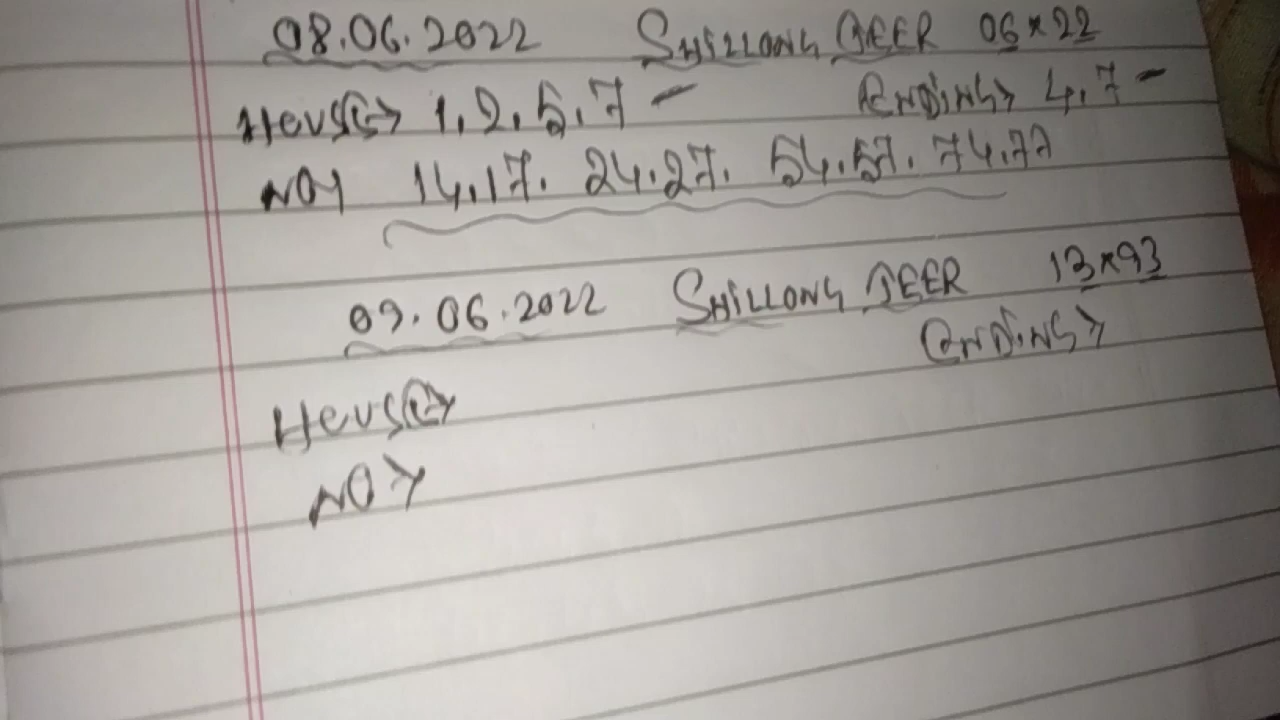 08.06.2022 SHILLONG TEER 06×22
HOUSE> 1.2.5.7 — ENDING> 4.7 —
NO> 14.17. 24.27. 54.57. 74.77
09.06.2022 SHILLONG TEER 13×93
ENDING>
HOUSE>
NO>